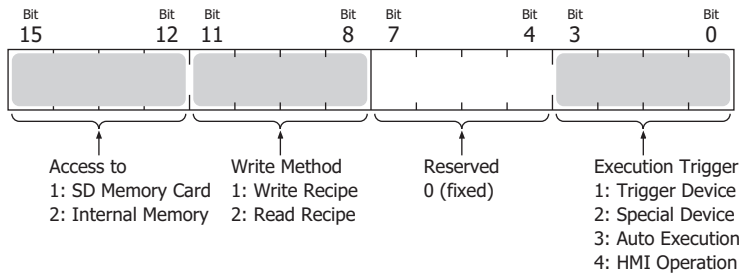 Bit Bit Bit Bit Bit Bit Bit Bit
15 12 11 8 7 4 3 0
Access to
1: SD Memory Card
2: Internal Memory
Write Method
1: Write Recipe
2: Read Recipe
Reserved
0 (fixed)
Execution Trigger
1: Trigger Device
2: Special Device
3: Auto Execution
4: HMI Operation